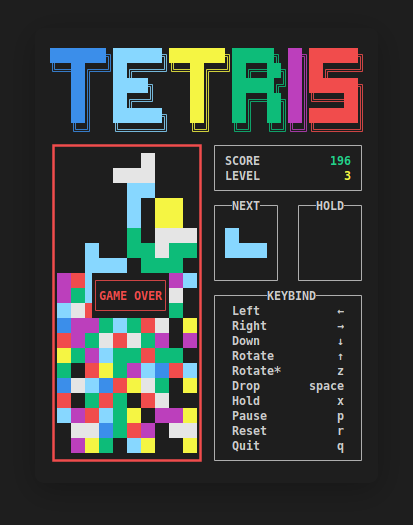 TETRIS
SCORE 196
LEVEL 3
NEXT HOLD
GAME OVER
KEYBIND
Left ←
Right →
Down ↓
Rotate ↑
Rotate* z
Drop space
Hold x
Pause p
Reset r
Quit q